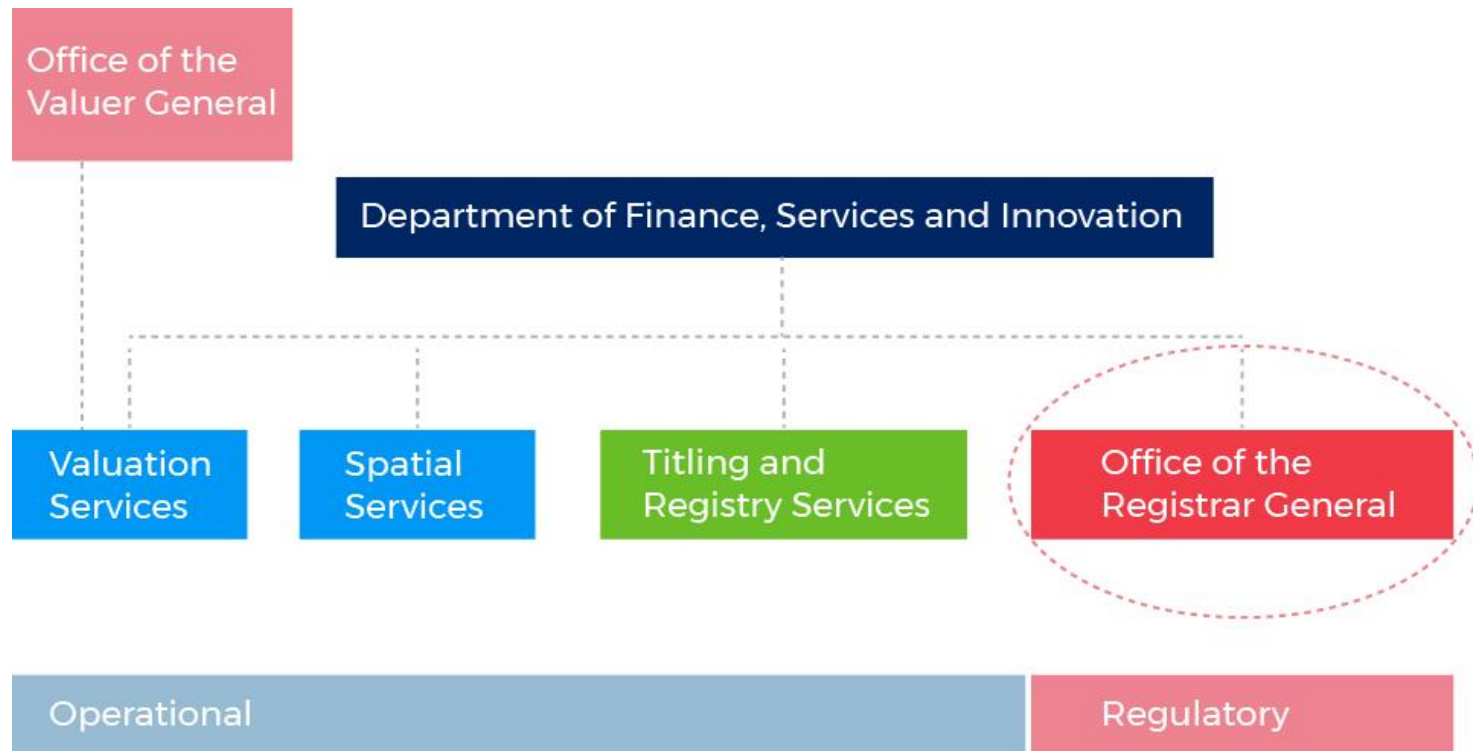 Office of the
Valuer General
Department of Finance, Services and Innovation
Valuation
Services
Spatial
Services
Titling and
Registry Services
Office of the
Registrar General
Operational
Regulatory